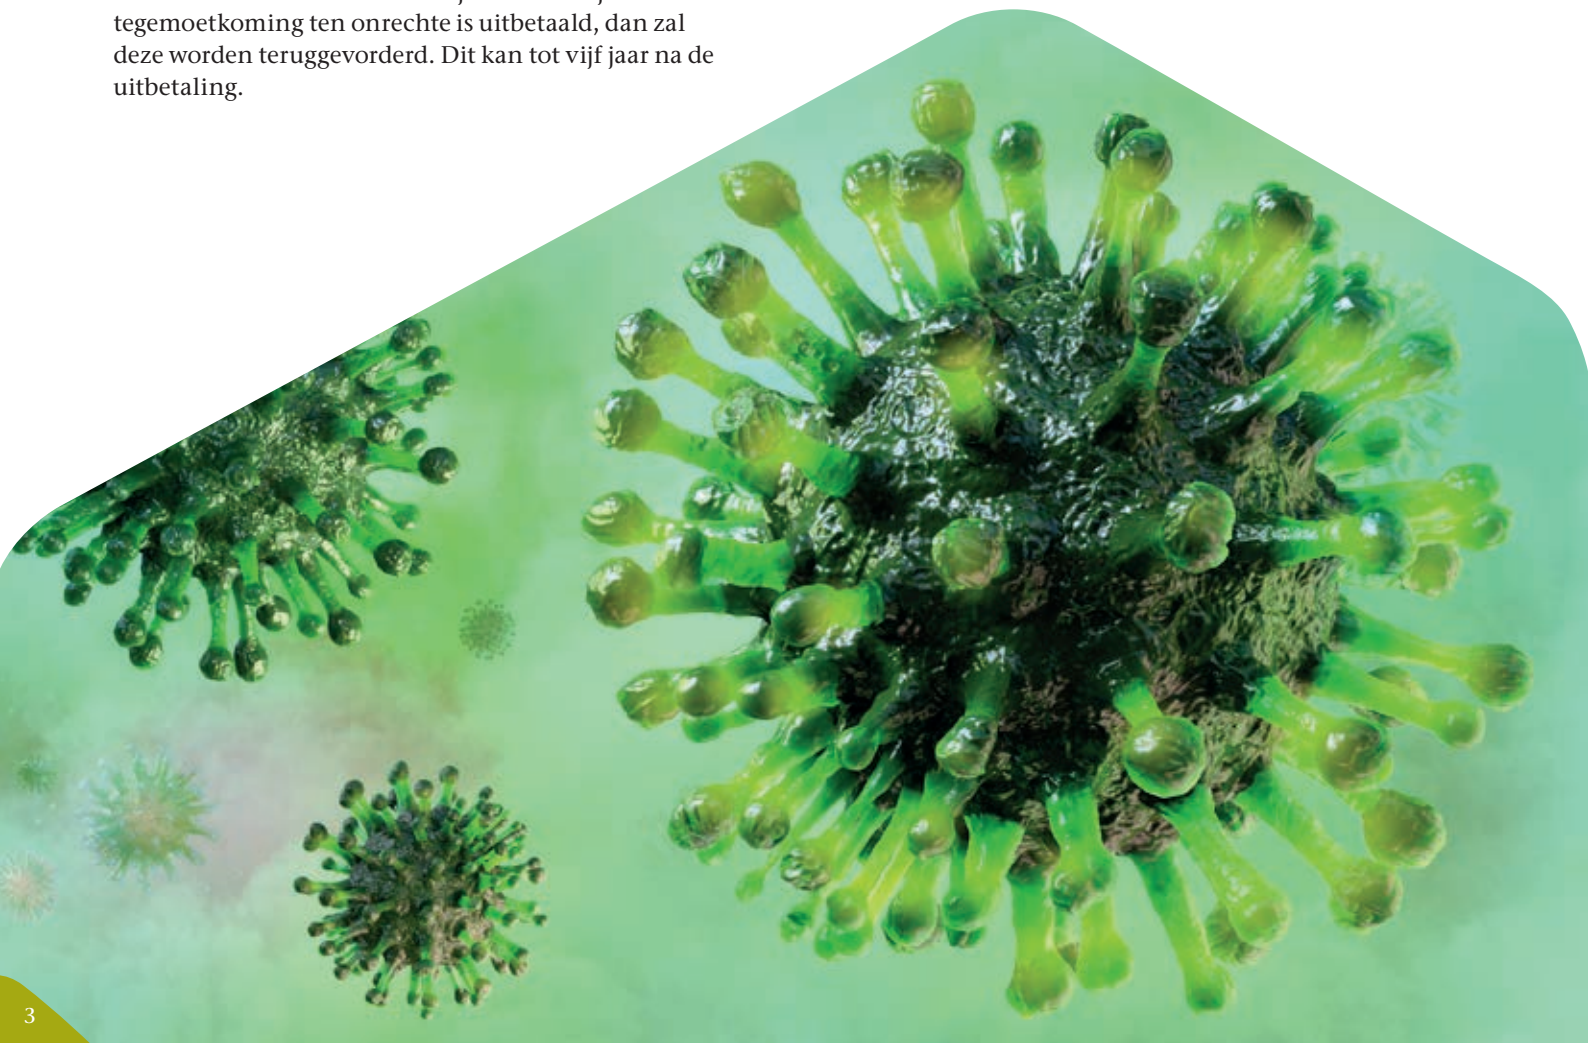 tegemoetkoming ten onrechte is uitbetaald, dan zal
deze worden teruggevorderd. Dit kan tot vijf jaar na de
uitbetaling.
3